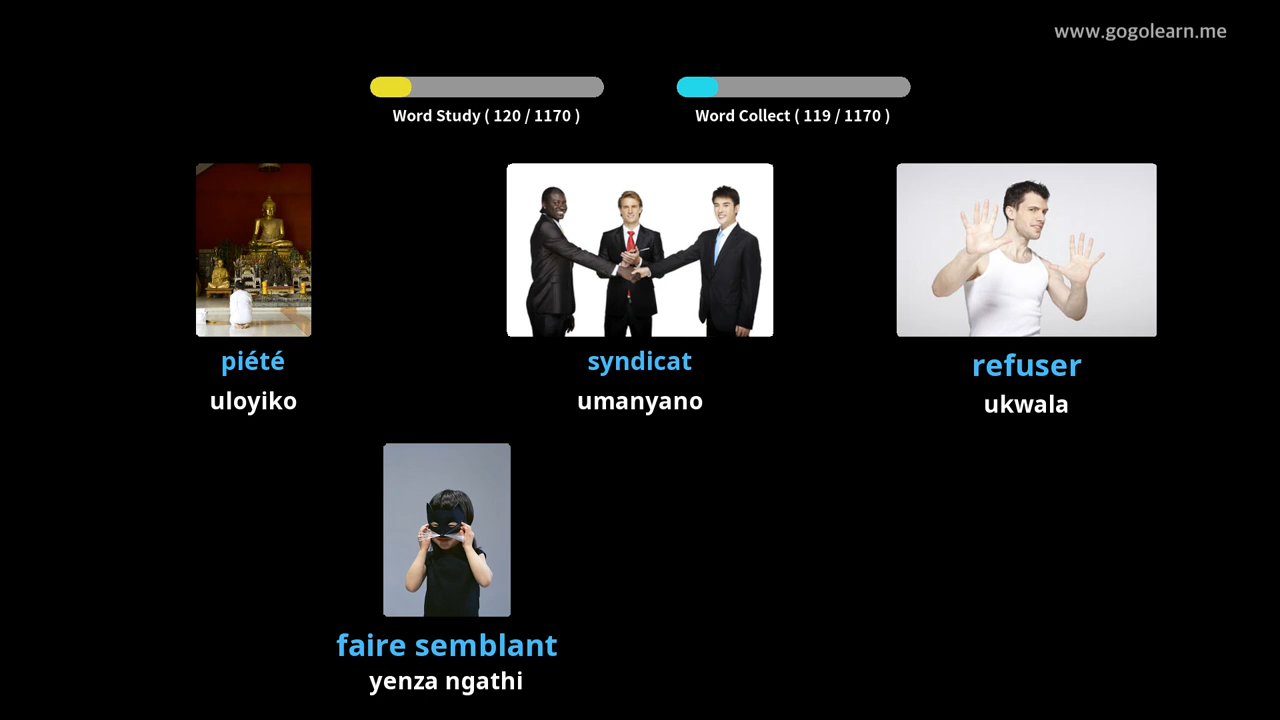 www.gogolearn.me
Word Study ( 120 / 1170 )
Word Collect ( 119 / 1170 )
piété
uloyiko
syndicat
umanyano
refuser
ukwala
faire semblant
yenza ngathi